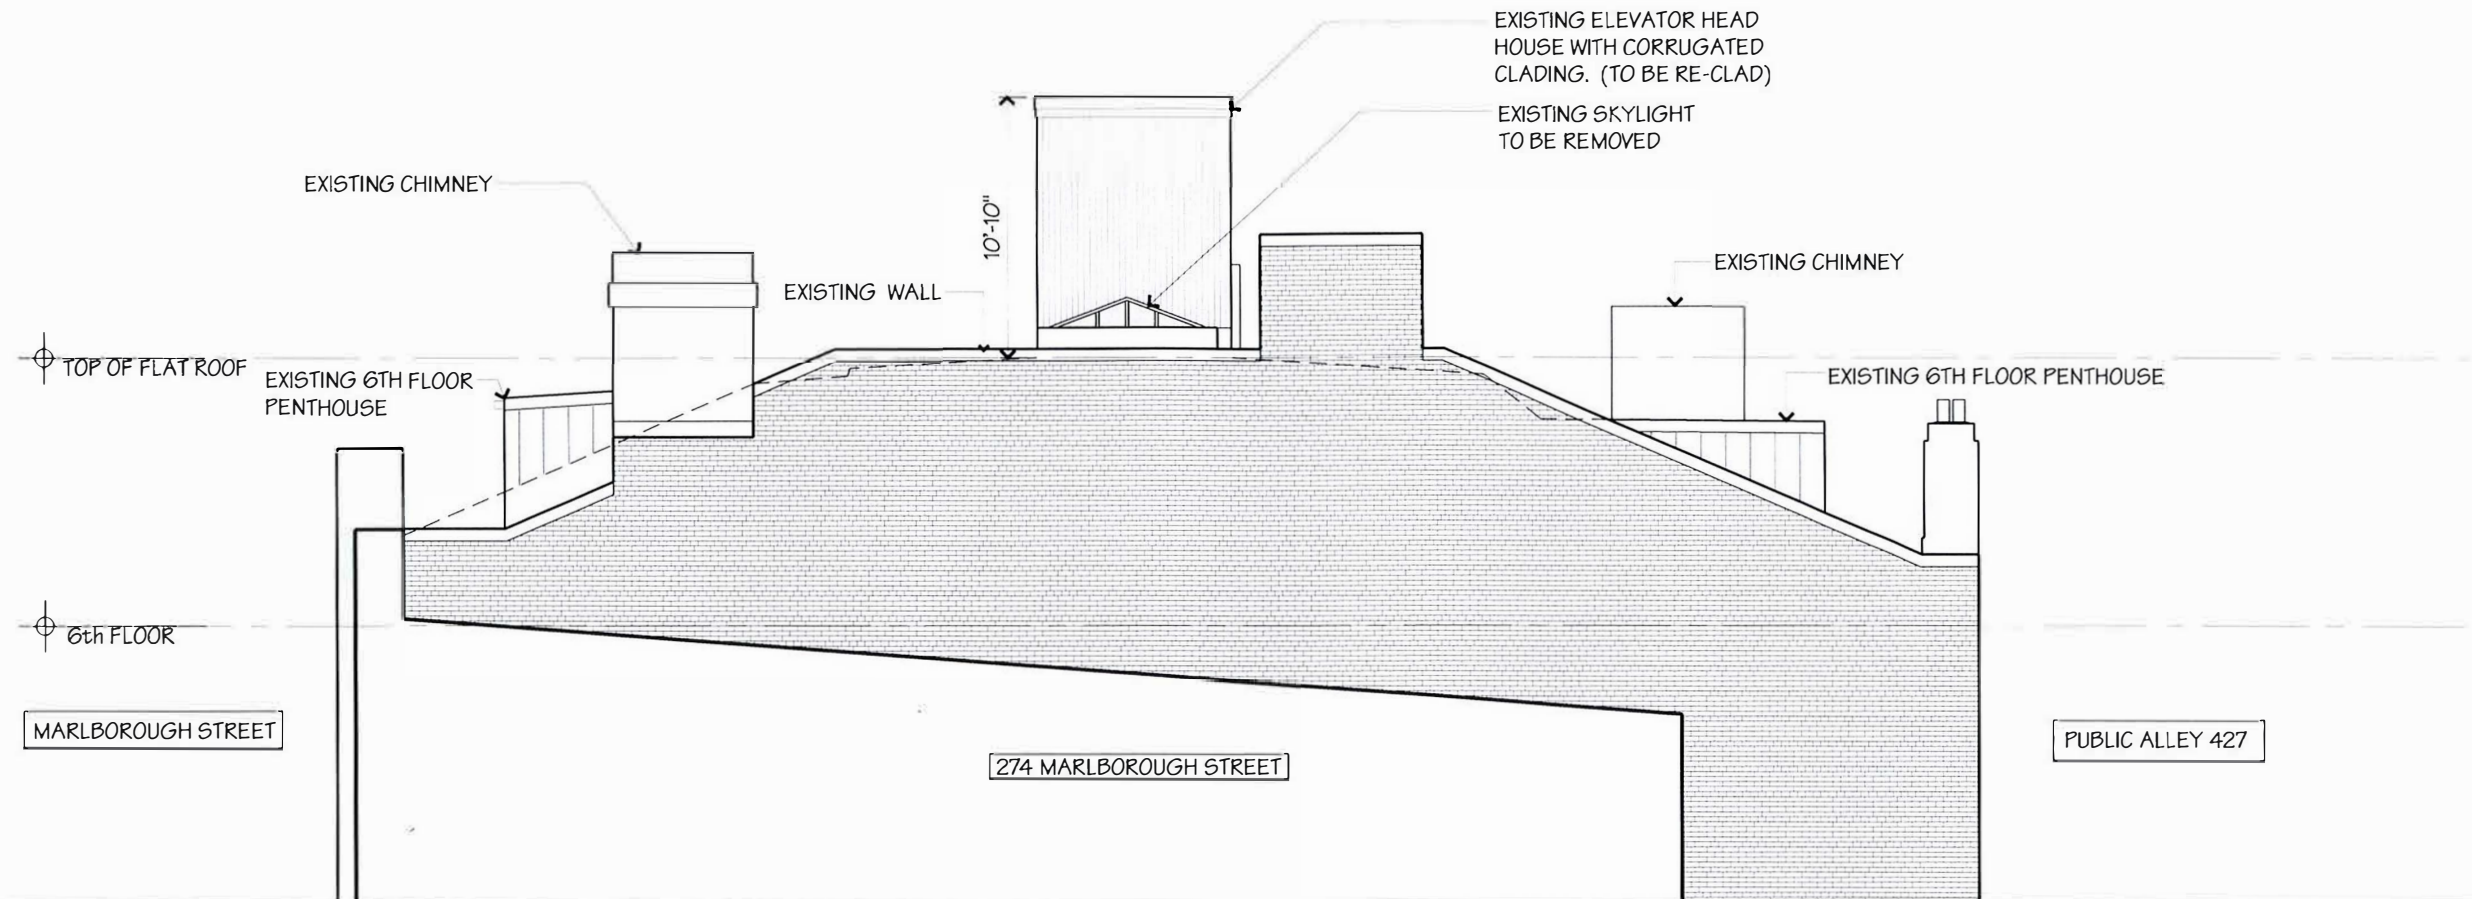 EXISTING ELEVATOR HEAD
HOUSE WITH CORRUGATED
CLADING. (TO BE RE-CLAD)
EXISTING SKYLIGHT
TO BE REMOVED
EXISTING CHIMNEY
10'-10"
EXISTING WALL
EXISTING CHIMNEY
TOP OF FLAT ROOF
EXISTING 6TH FLOOR
PENTHOUSE
EXISTING 6TH FLOOR PENTHOUSE
6th FLOOR
MARLBOROUGH STREET
274 MARLBOROUGH STREET
PUBLIC ALLEY 427